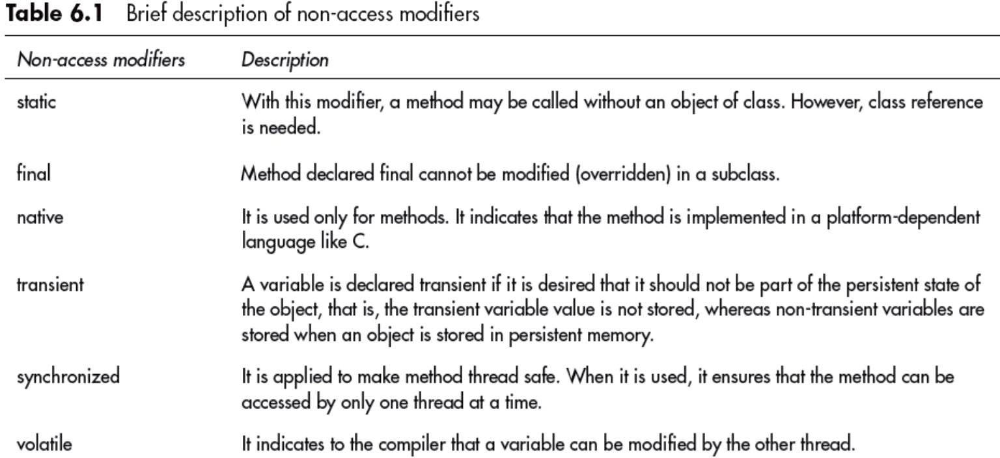 Table 6.1 Brief description of non-access modifiers
Non-access modifiers Description
static With this modifier, a method may be called without an object of class. However, class reference
is needed.
final Method declared final cannot be modified (overridden) in a subclass.
native It is used only for methods. It indicates that the method is implemented in a platform-dependent
language like C.
transient A variable is declared transient if it is desired that it should not be part of the persistent state of
the object, that is, the transient variable value is not stored, whereas non-transient variables are
stored when an object is stored in persistent memory.
synchronized It is applied to make method thread safe. When it is used, it ensures that the method can be
accessed by only one thread at a time.
volatile It indicates to the compiler that a variable can be modified by the other thread.